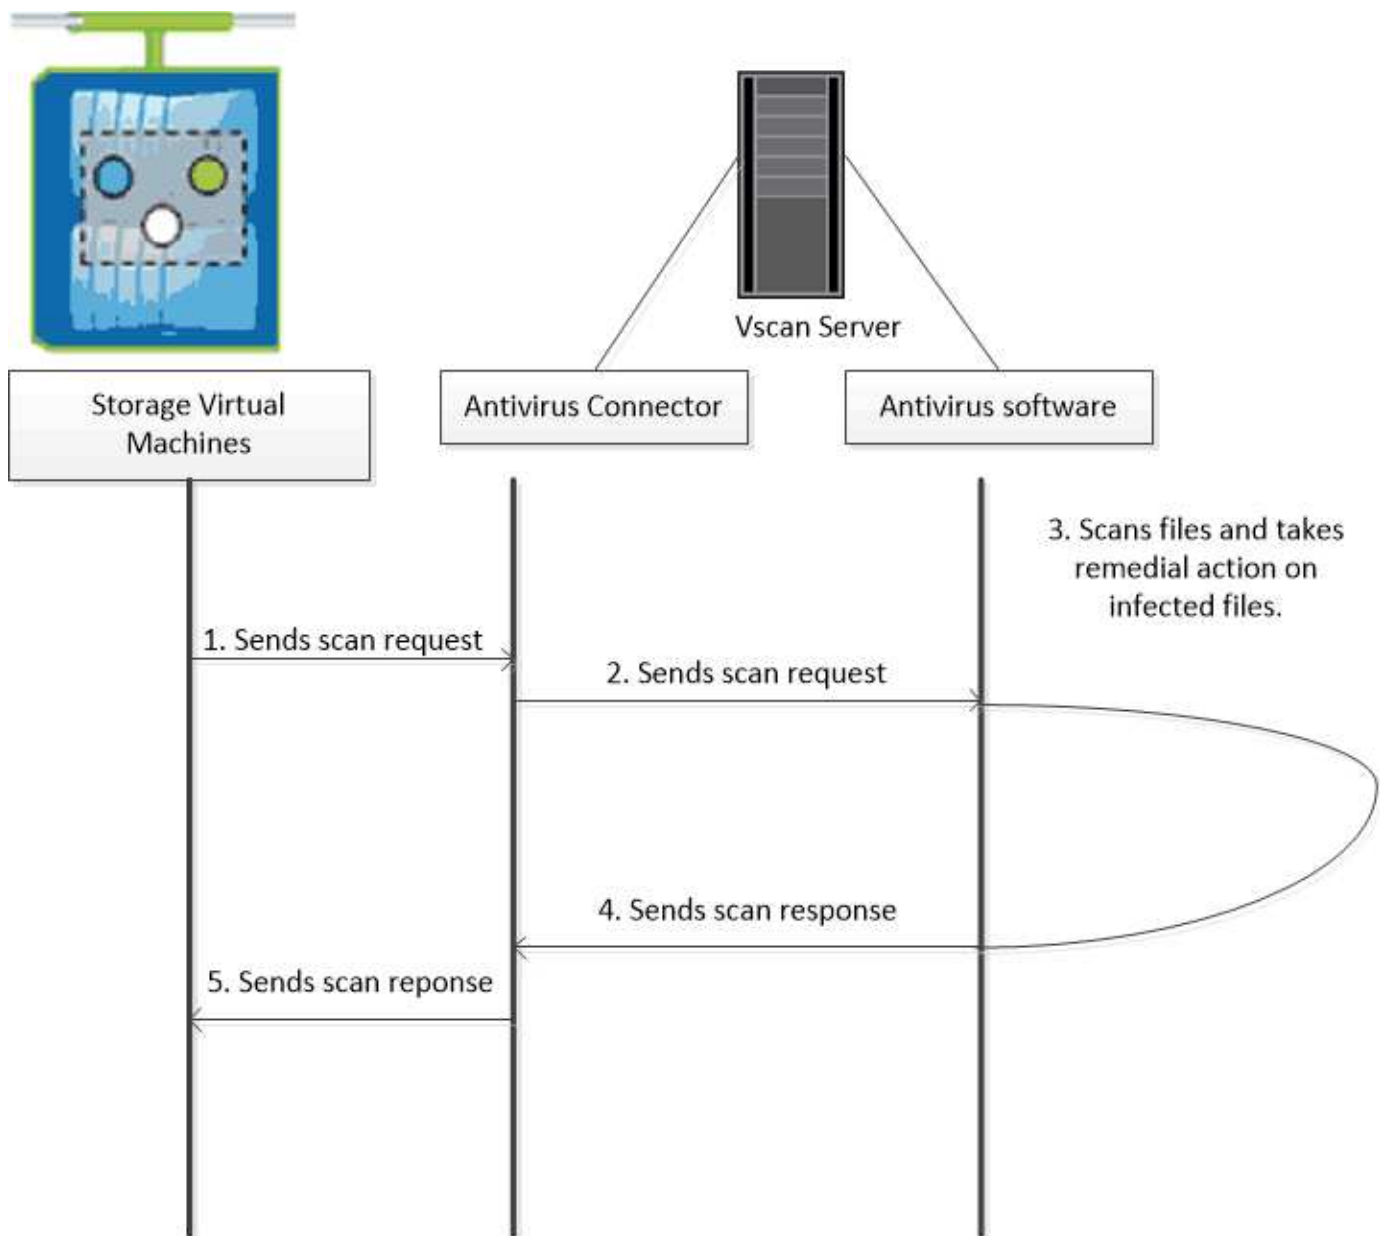 Vscan Server
Storage Virtual
Machines
Antivirus Connector
Antivirus software
3. Scans files and takes
remedial action on
infected files.
1. Sends scan request
2. Sends scan request
4. Sends scan response
5. Sends scan reponse